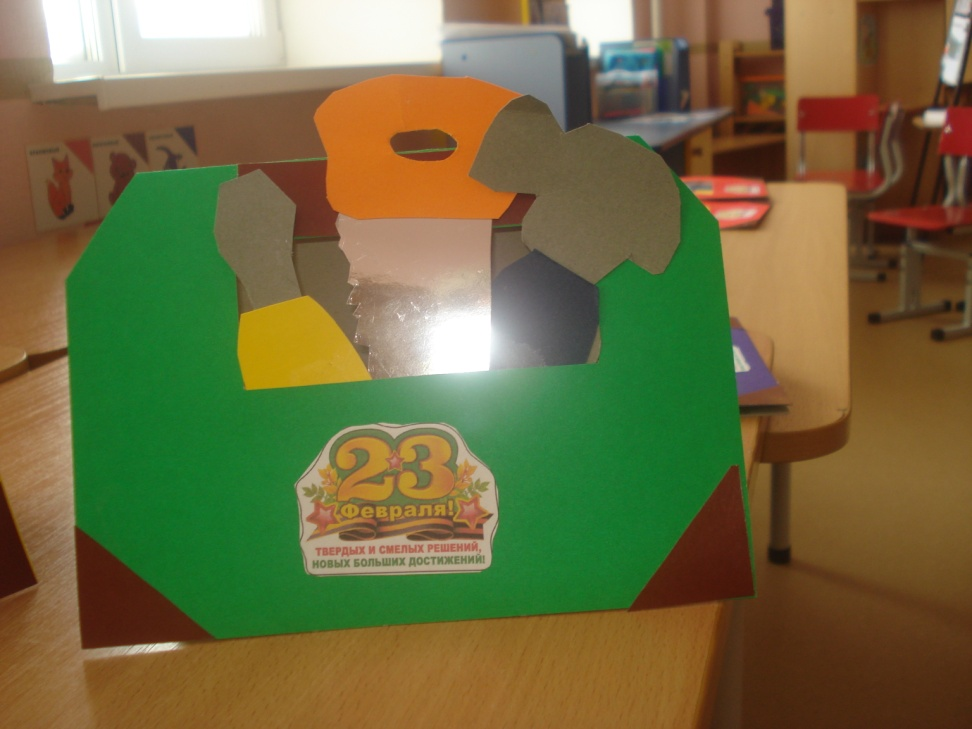 23
Февраля!
ТВЕРДЫХ И СМЕЛЫХ РЕШЕНИЙ,
НОВЫХ БОЛЬШИХ ДОСТИЖЕНИЙ!